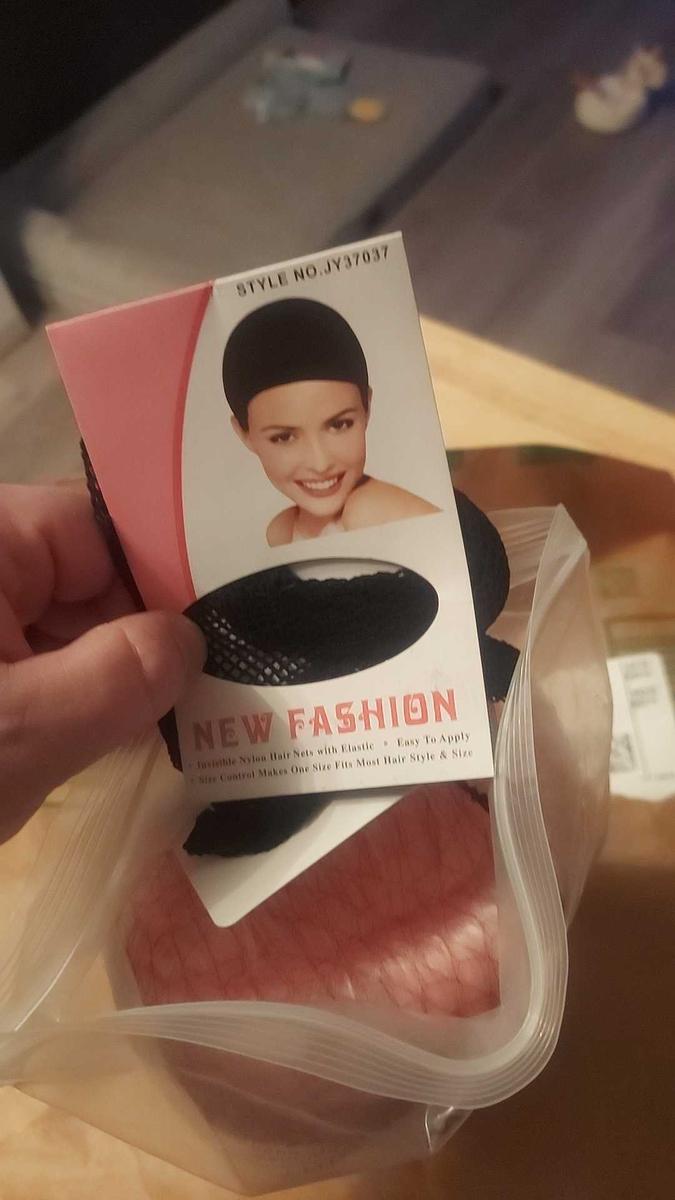 STYLE NO.JY37037
NEW FASHION
• Invisible Nylon Hair Nets with Elastic • Easy To Apply
• Size Control Makes One Size Fits Most Hair Style & Size